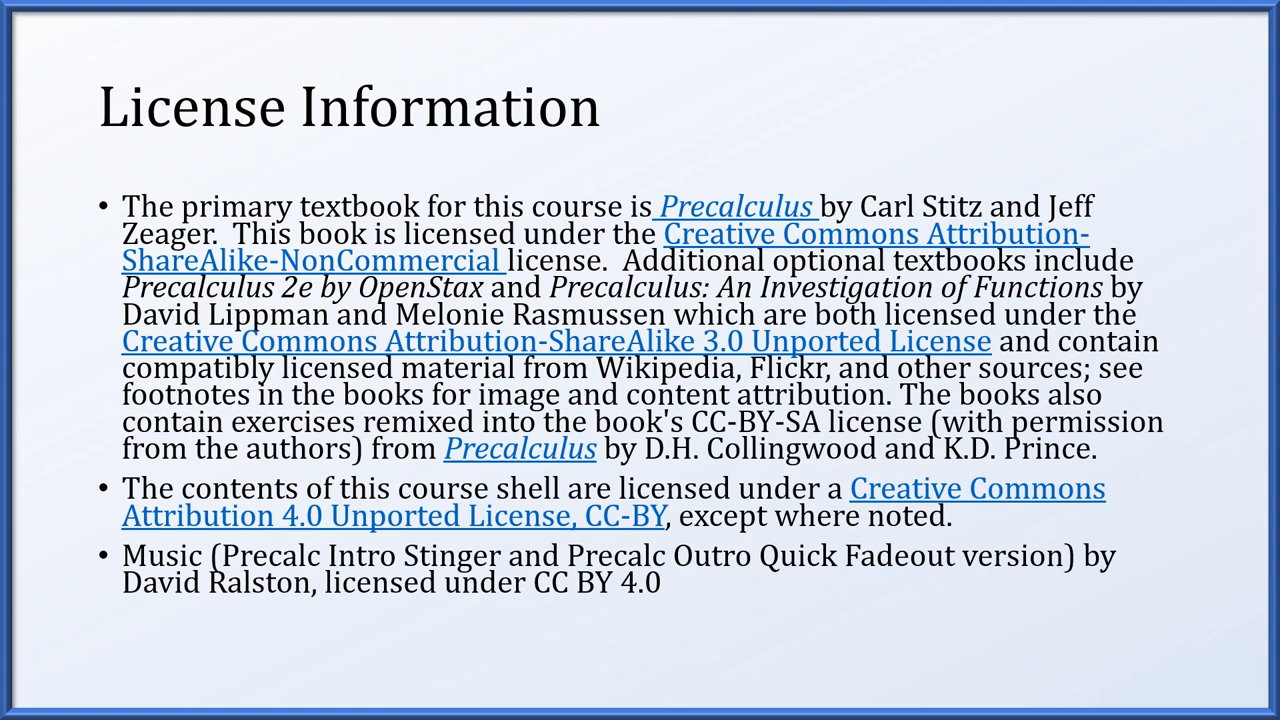 License Information
• The primary textbook for this course is Precalculus by Carl Stitz and Jeff
Zeager.  This book is licensed under the Creative Commons Attribution-
ShareAlike-NonCommercial license.  Additional optional textbooks include
Precalculus 2e by OpenStax and Precalculus: An Investigation of Functions by
David Lippman and Melonie Rasmussen which are both licensed under the
Creative Commons Attribution-ShareAlike 3.0 Unported License and contain
compatibly licensed material from Wikipedia, Flickr, and other sources; see
footnotes in the books for image and content attribution. The books also
contain exercises remixed into the book's CC-BY-SA license (with permission
from the authors) from Precalculus by D.H. Collingwood and K.D. Prince.
• The contents of this course shell are licensed under a Creative Commons
Attribution 4.0 Unported License, CC-BY, except where noted.
• Music (Precalc Intro Stinger and Precalc Outro Quick Fadeout version) by
David Ralston, licensed under CC BY 4.0